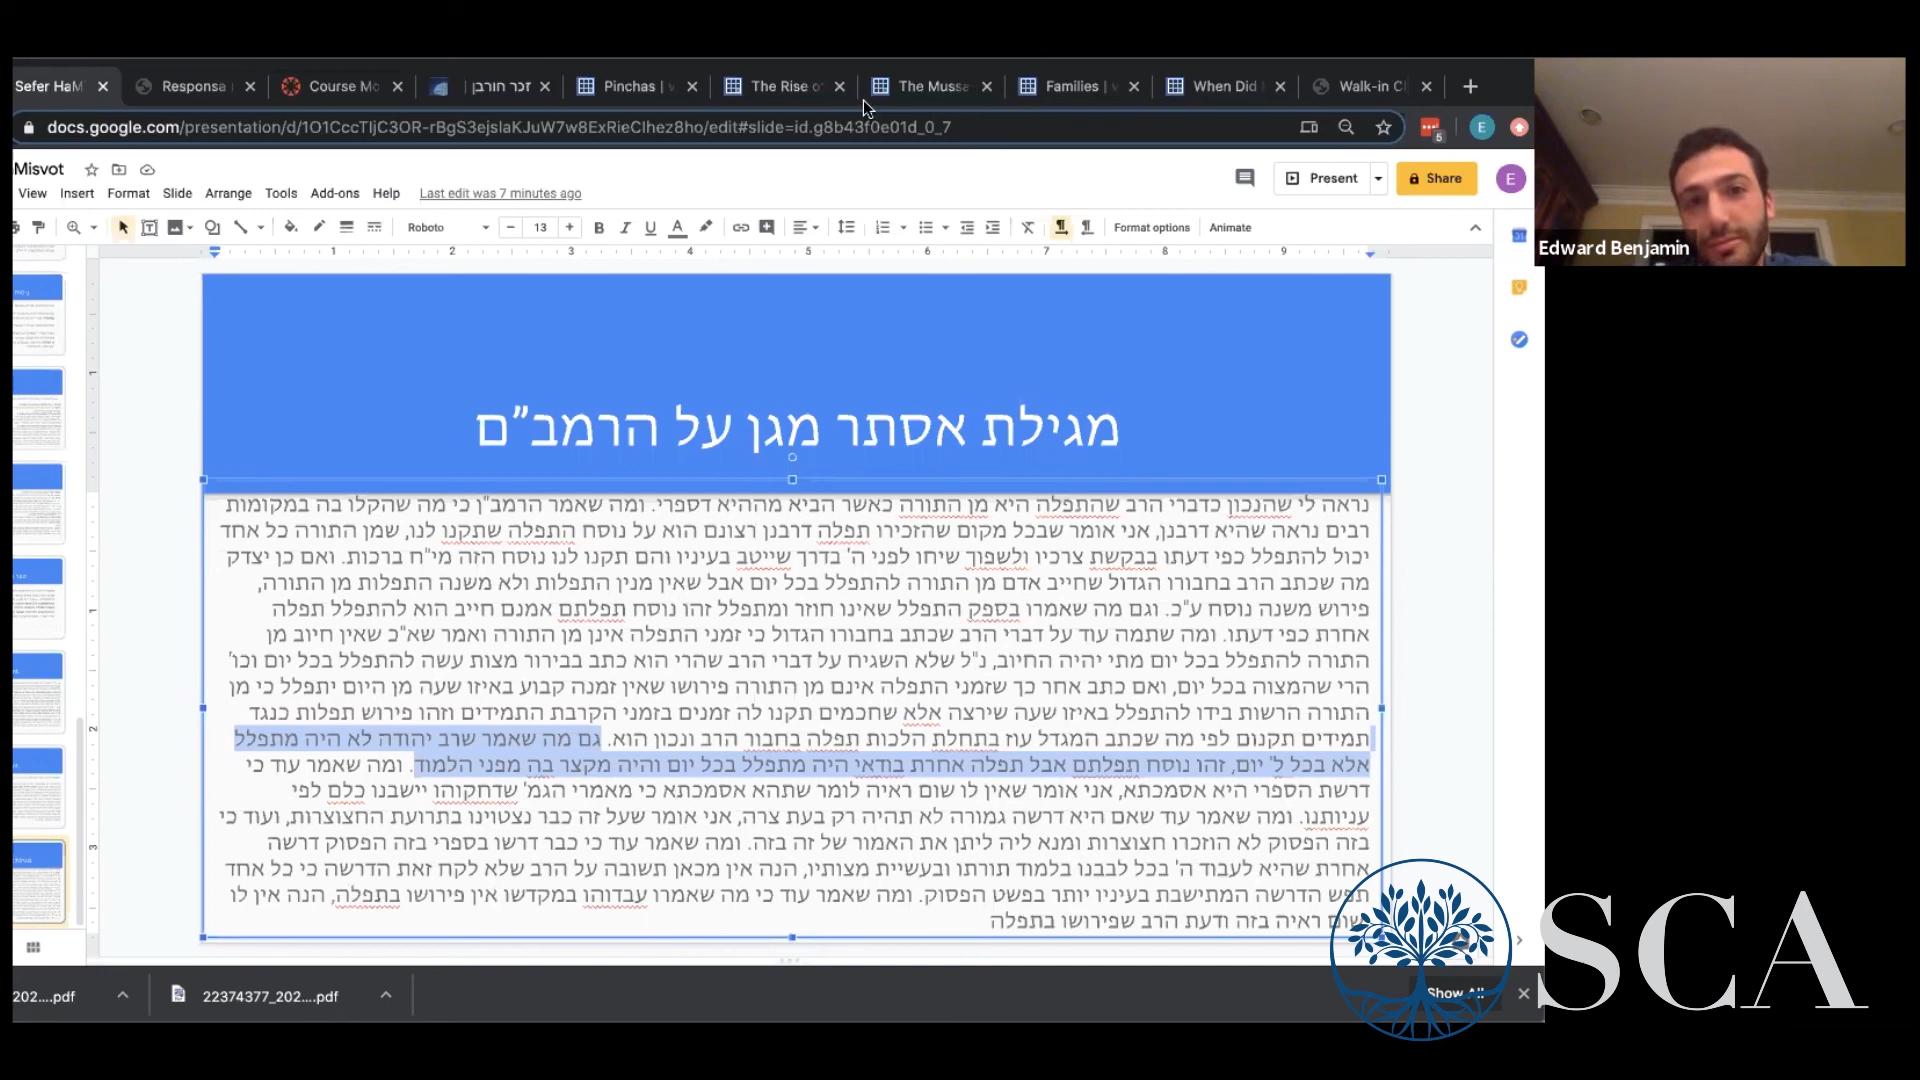 Sefer HaM
Responsa
Course Mo
זכר חורבן |
Pinchas |
The Rise o
The Mussa
Families |
When Did
Walk-in Cl
docs.google.com/presentation/d/1O1CccTIjC3OR-rBgS3ejslaKJuW7w8ExRieClhez8ho/edit#slide=id.g8b43f0e01d_0_7
5
E
Misvot
Present
Share
E
View Insert Format Slide Arrange Tools Add-ons Help Last edit was 7 minutes ago
Roboto 13 B I U A Format options Animate
1 2 3 4 5 6 7 8 9
Edward Benjamin
מגילת אסתר מגן על הרמב”ם
נראה לי שהנכון כדברי הרב שהתפלה היא מן התורה כאשר הביא מההיא דספרי. ומה שאמר הרמב"ן כי מה שהקלו בה במקומות
רבים נראה שהיא דרבנן, אני אומר שבכל מקום שהזכירו תפלה דרבנן רצונם הוא על נוסח התפלה שתקנו לנו, שמן התורה כל אחד
יכול להתפלל כפי דעתו בבקשת צרכיו ולשפוך שיחו לפני ה' בדרך שייטב בעיניו והם תקנו לנו נוסח הזה מי"ח ברכות. ואם כן יצדק
מה שכתב הרב בחבורו הגדול שחייב אדם מן התורה להתפלל בכל יום אבל שאין מנין התפלות ולא משנה התפלות מן התורה,
פירוש משנה נוסח ע"כ. וגם מה שאמרו בספק התפלל שאינו חוזר ומתפלל זהו נוסח תפלתם אמנם חייב הוא להתפלל תפלה
אחרת כפי דעתו. ומה שתמה עוד על דברי הרב שכתב בחבורו הגדול כי זמני התפלה אינן מן התורה ואמר שא"כ שאין חיוב מן
התורה להתפלל בכל יום מתי יהיה החיוב, נ"ל שלא השגיח על דברי הרב שהרי הוא כתב בבירור מצות עשה להתפלל בכל יום וכו'
הרי שהמצוה בכל יום, ואם כתב אחר כך שזמני התפלה אינם מן התורה פירושו שאין זמנה קבוע באיזו שעה מן היום יתפלל כי מן
התורה הרשות בידו להתפלל באיזו שעה שירצה אלא שחכמים תקנו לה זמנים בזמני הקרבת התמידים וזהו פירוש תפלות כנגד
תמידים תקנום לפי מה שכתב המגדל עוז בתחלת הלכות תפלה בחבור הרב ונכון הוא. גם מה שאמר שרב יהודה לא היה מתפלל
אלא בכל ל' יום, זהו נוסח תפלתם אבל תפלה אחרת בודאי היה מתפלל בכל יום והיה מקצר בה מפני הלמוד. ומה שאמר עוד כי
דרשת הספרי היא אסמכתא, אני אומר שאין לו שום ראיה לומר שתהא אסמכתא כי מאמרי הגמ' שדחקוהו יישבנו כלם לפי
עניותנו. ומה שאמר עוד שאם היא דרשה גמורה לא תהיה רק בעת צרה, אני אומר שעל זה כבר נצטוינו בתרועת החצוצרות, ועוד כי
בזה הפסוק לא הוזכרו חצוצרות ומנא ליה ליתן את האמור של זה בזה. ומה שאמר עוד כי כבר דרשו בספרי בזה הפסוק דרשה
אחרת שהיא לעבוד ה' בכל לבבנו בלמוד תורתו ובעשיית מצותיו, הנה אין מכאן תשובה על הרב שלא לקח זאת הדרשה כי כל אחד
תפש הדרשה המתישבת בעיניו יותר בפשט הפסוק. ומה שאמר עוד כי מה שאמרו עבדוהו במקדשו אין פירושו בתפלה, הנה אין לו
שום ראיה בזה ודעת הרב שפירושו בתפלה
202....pdf
22374377_202....pdf
Show All
SCA